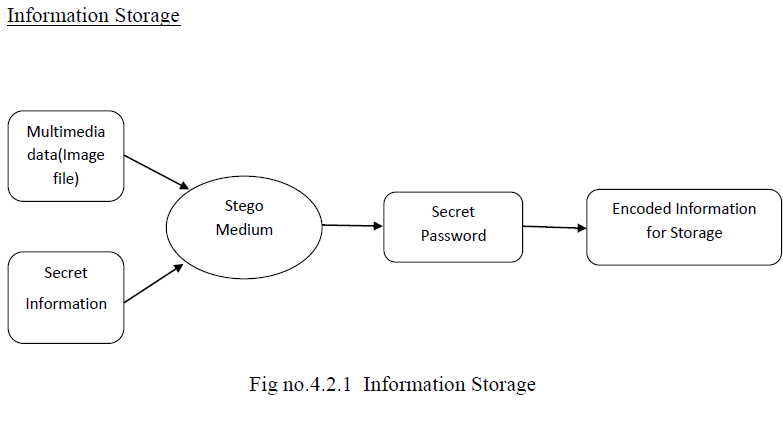 Information Storage
Multimedia
data(Image
file)
Secret
Information
Stego
Medium
Secret
Password
Encoded Information
for Storage
Fig no.4.2.1 Information Storage